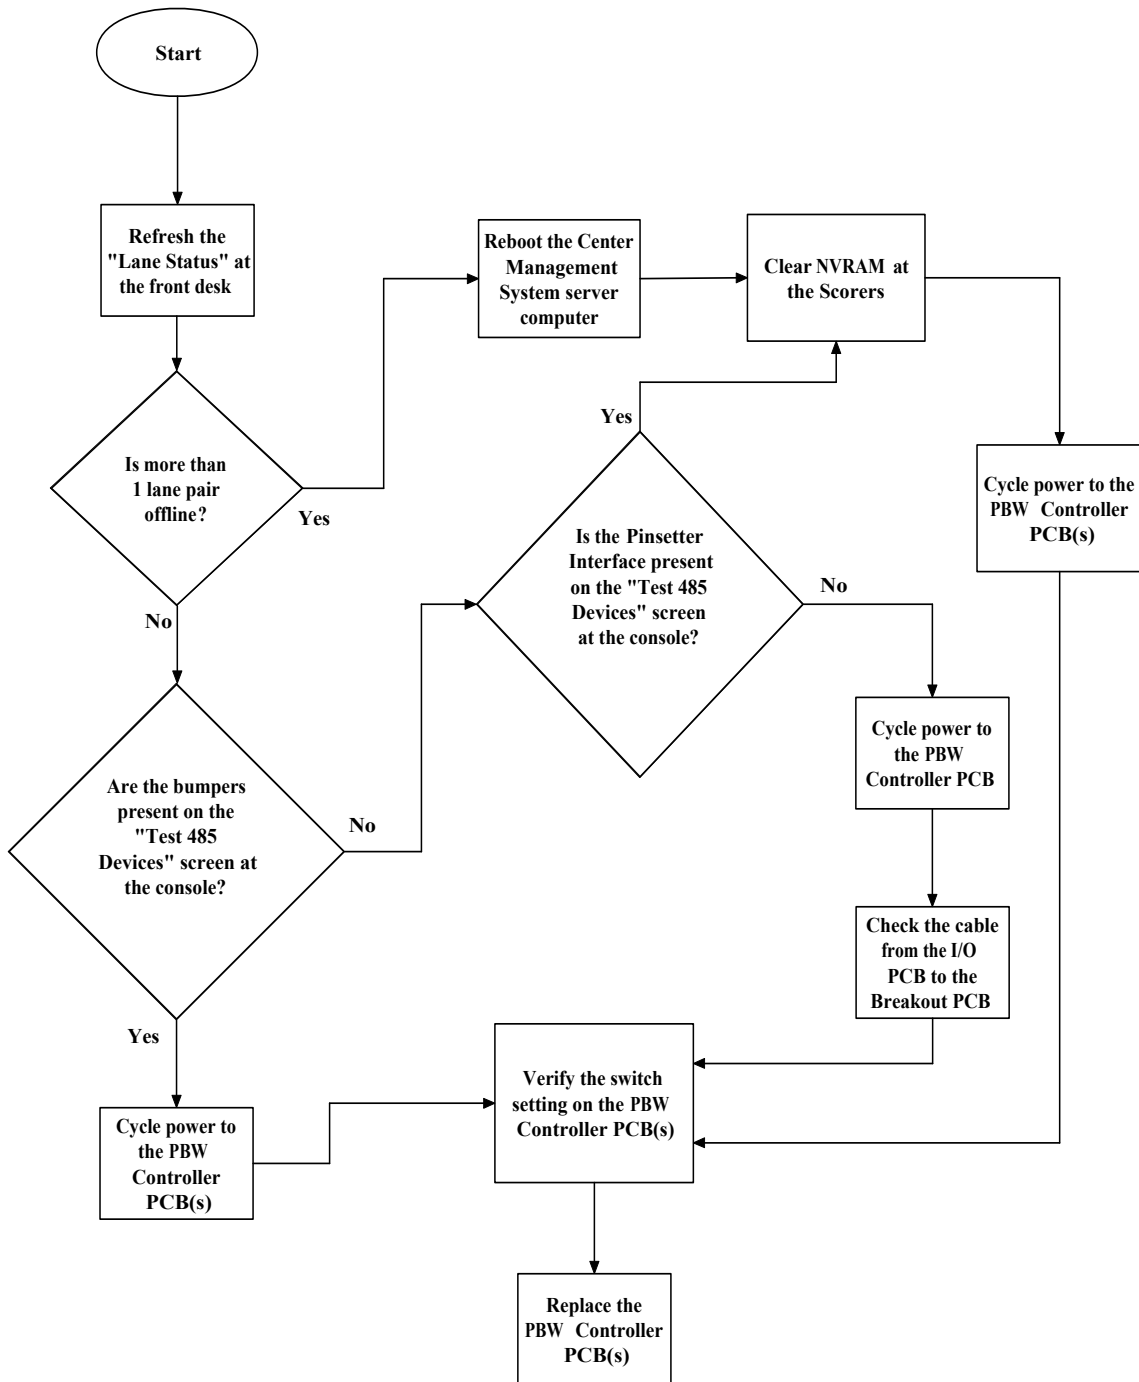 Start
Refresh the
"Lane Status" at
the front desk
Reboot the Center
Management
System server
computer
Clear NVRAM at
the Scorers
Yes
Is more than
1 lane pair
offline?
Yes
Cycle power to the
PBW Controller
PCB(s)
Is the Pinsetter
Interface present
on the "Test 485
Devices" screen
at the console?
No
No
Cycle power to
the PBW
Controller PCB
Are the bumpers
present on the
"Test 485
Devices" screen at
the console?
No
Check the cable
from the I/O
PCB to the
Breakout PCB
Yes
Verify the switch
setting on the PBW
Controller PCB(s)
Cycle power to
the PBW
Controller
PCB(s)
Replace the
PBW Controller
PCB(s)